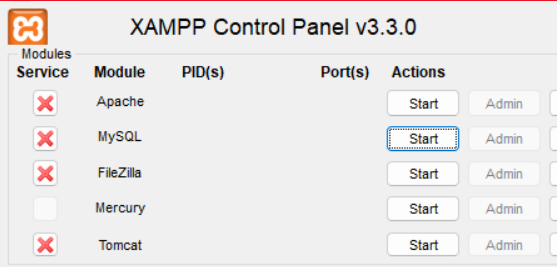 XAMPP Control Panel v3.3.0
Modules
Service Module PID(s) Port(s) Actions
Apache Start Admin
MySQL Start Admin
FileZilla Start Admin
Mercury Start Admin
Tomcat Start Admin